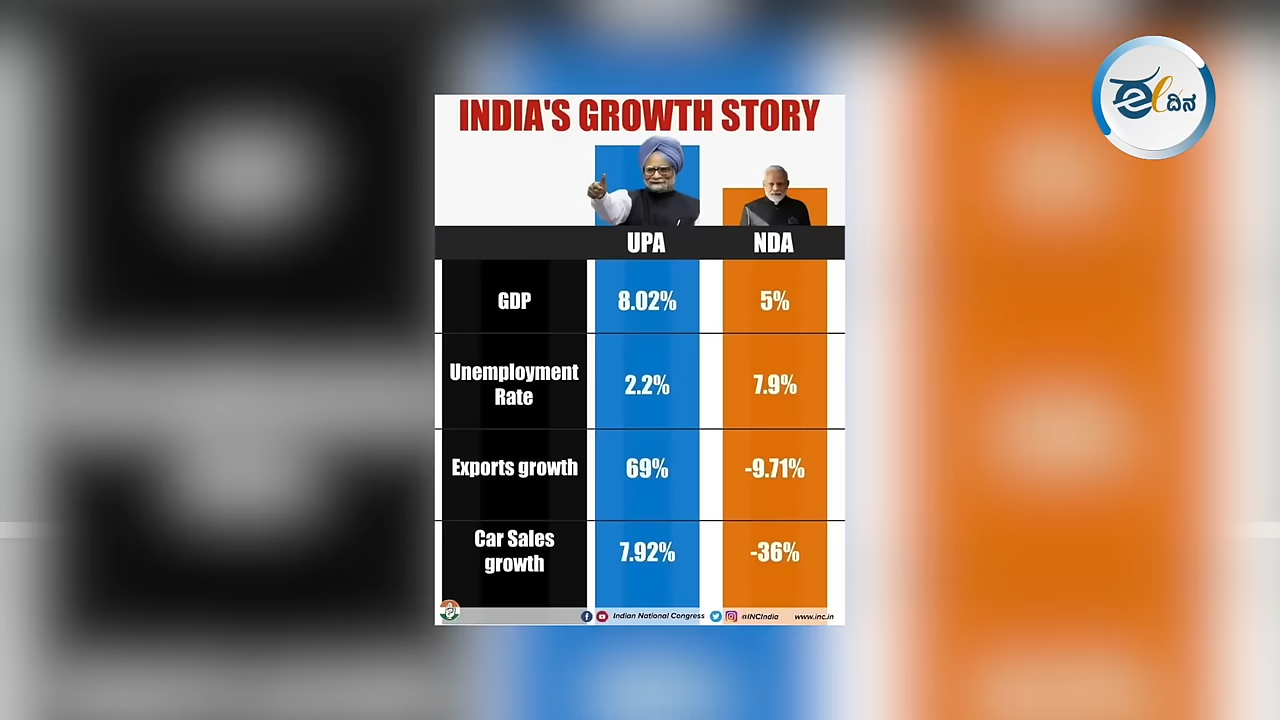 ಈ ದಿನ
INDIA'S GROWTH STORY
UPA NDA
GDP 8.02% 5%
Unemployment
Rate 2.2% 7.9%
Exports growth 69% -9.71%
Car Sales
growth 7.92% -36%
Indian National Congress @INCIndia www.inc.in